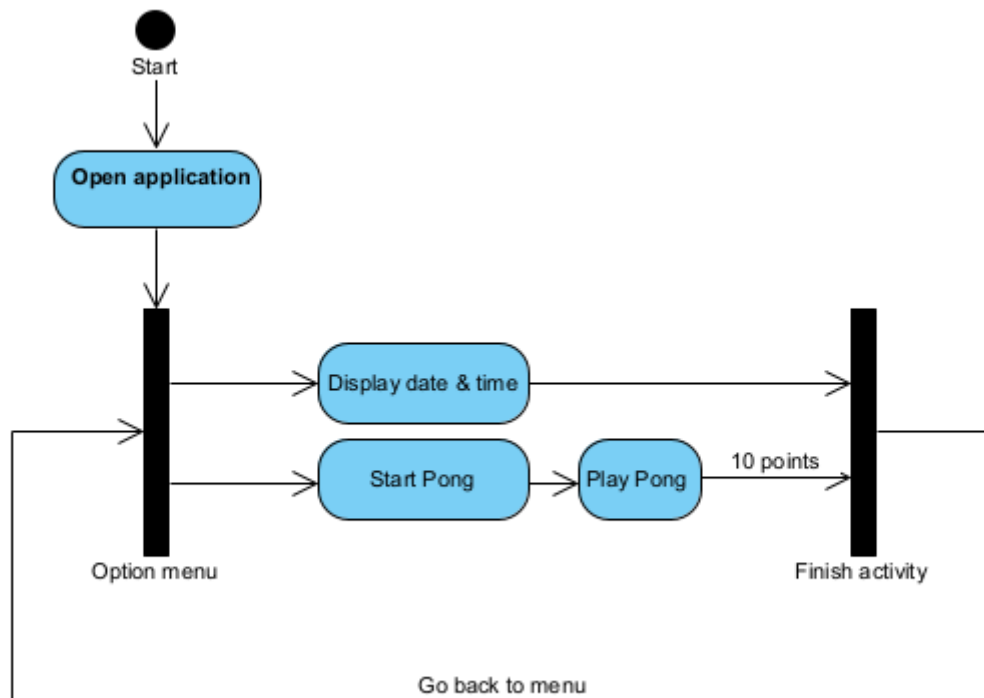 Start
Open application
Display date & time
Start Pong
Play Pong
10 points
Option menu
Finish activity
Go back to menu